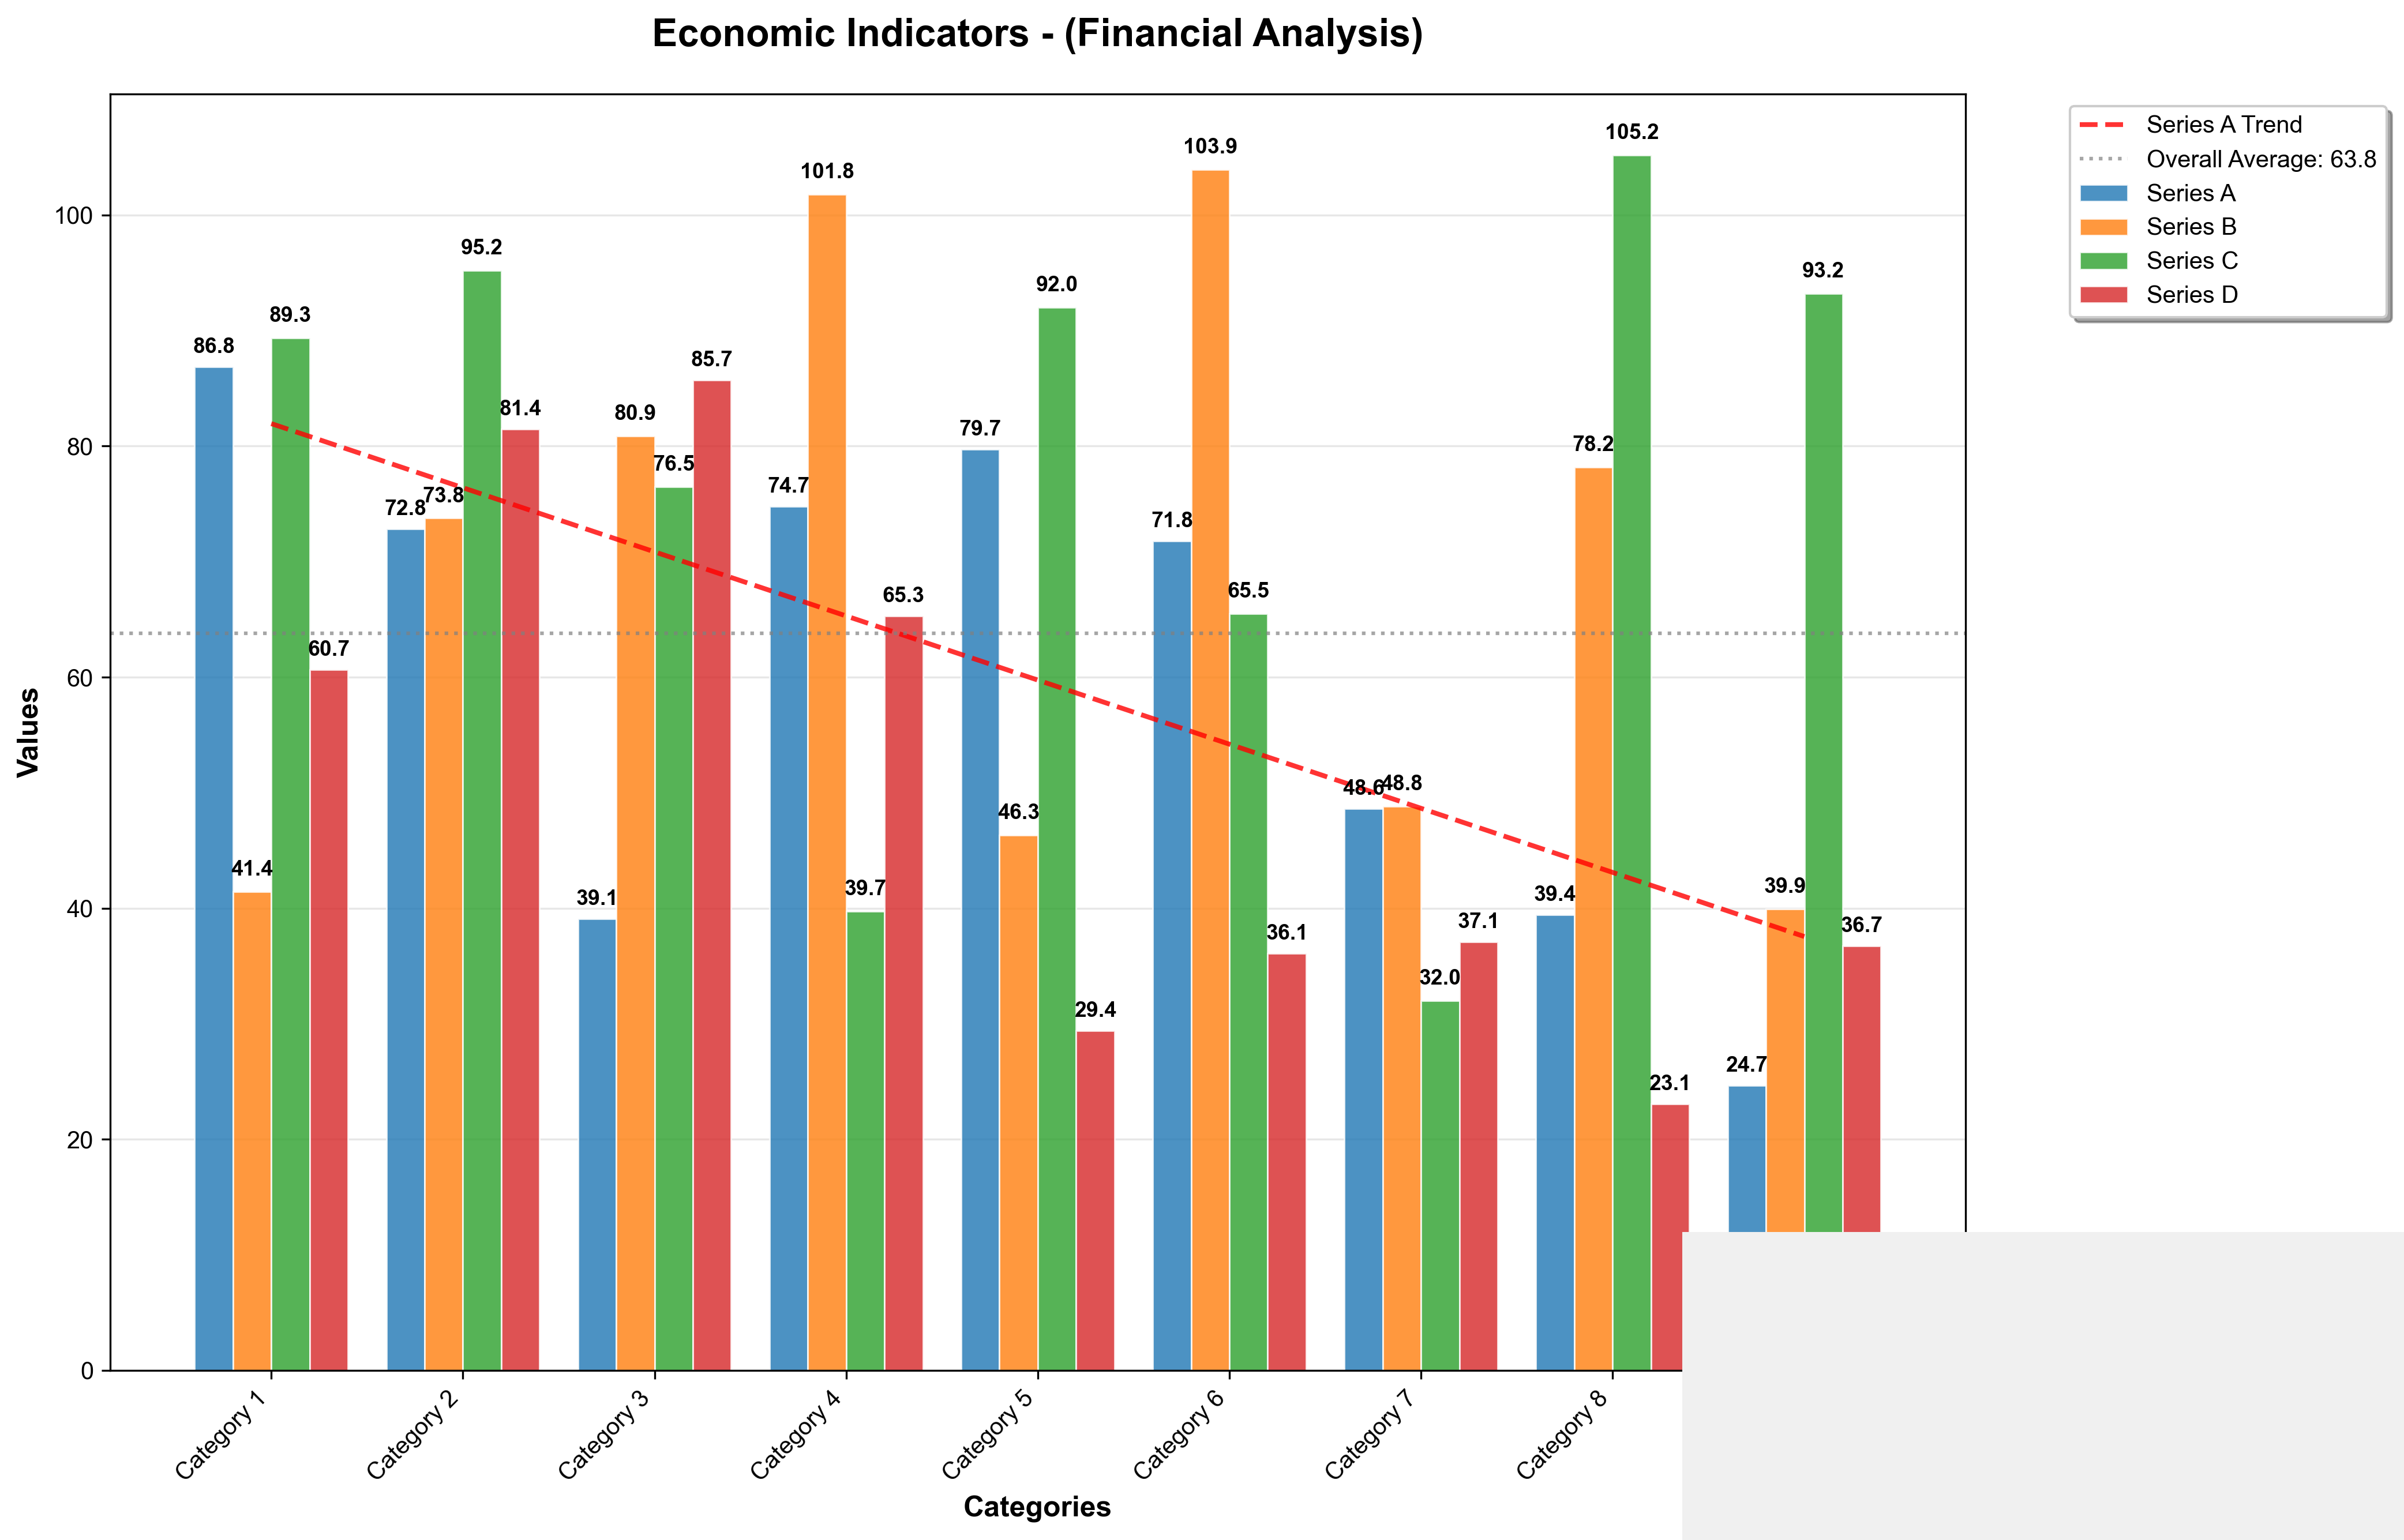 Economic Indicators - (Financial Analysis)
Series A Trend
Overall Average: 63.8
Series A
Series B
Series C
Series D
Values
100
80
60
40
20
0
86.8
41.4
89.3
60.7
72.8
73.8
95.2
81.4
39.1
80.9
76.5
85.7
74.7
101.8
39.7
65.3
79.7
46.3
92.0
29.4
71.8
103.9
65.5
36.1
48.6
48.8
32.0
37.1
39.4
78.2
105.2
23.1
24.7
39.9
93.2
36.7
Category 1
Category 2
Category 3
Category 4
Category 5
Category 6
Category 7
Category 8
Categories